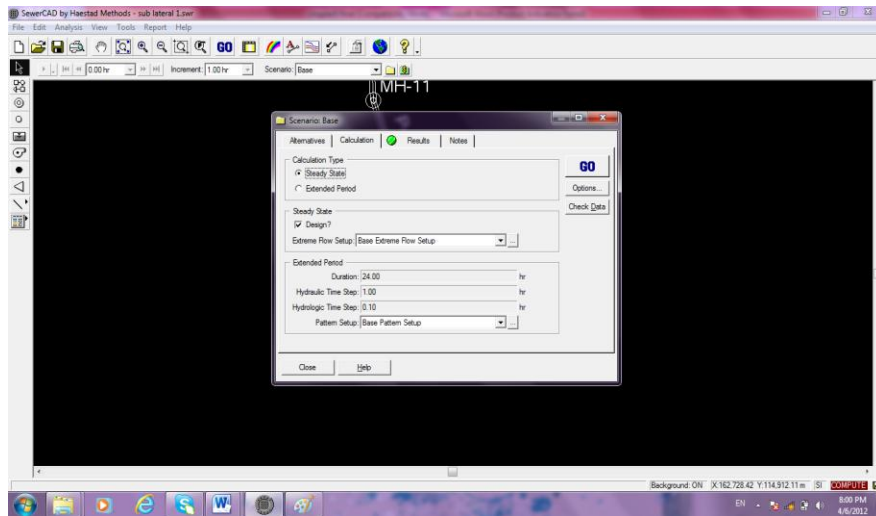 SewerCAD by Haestad Methods - sub lateral 1.swr
File Edit Analysis View Tools Report Help
GO
0.00 hr Increment: 1.00 hr Scenario: Base
MH-11
Scenario: Base
Alternatives Calculation Results Notes
Calculation Type
Steady State
Extended Period
GO
Options...
Check Data
Steady State
Design?
Extreme Flow Setup: Base Extreme Flow Setup
Extended Period
Duration: 24.00 hr
Hydraulic Time Step: 1.00 hr
Hydrologic Time Step: 0.10 hr
Pattern Setup: Base Pattern Setup
Close Help
Background: ON X:162,728.42 Y:114,912.11 m SI COMPUTE
EN 8:00 PM
4/6/2012